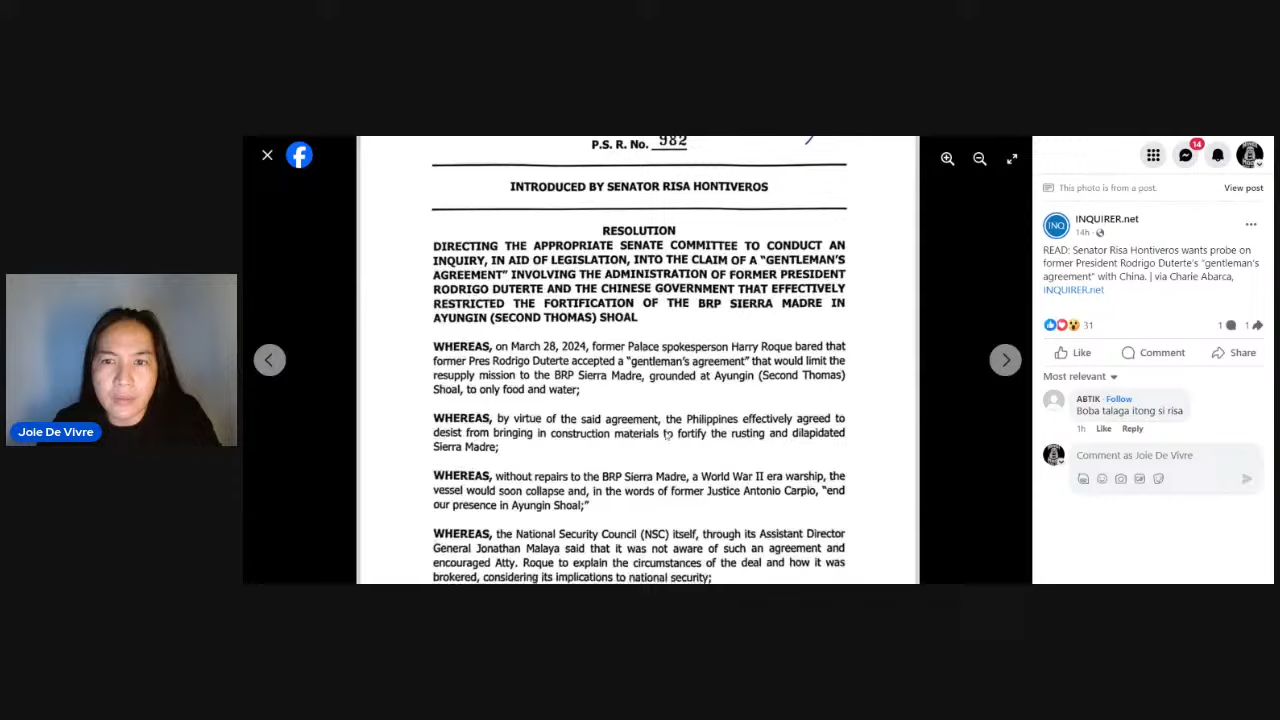 P.S. R. No. 982
INTRODUCED BY SENATOR RISA HONTIVEROS
RESOLUTION
DIRECTING THE APPROPRIATE SENATE COMMITTEE TO CONDUCT AN
INQUIRY, IN AID OF LEGISLATION, INTO THE CLAIM OF A “GENTLEMAN’S
AGREEMENT” INVOLVING THE ADMINISTRATION OF FORMER PRESIDENT
RODRIGO DUTERTE AND THE CHINESE GOVERNMENT THAT EFFECTIVELY
RESTRICTED THE FORTIFICATION OF THE BRP SIERRA MADRE IN
AYUNGIN (SECOND THOMAS) SHOAL
WHEREAS, on March 28, 2024, former Palace spokesperson Harry Roque bared that
former Pres Rodrigo Duterte accepted a “gentleman’s agreement” that would limit the
resupply mission to the BRP Sierra Madre, grounded at Ayungin (Second Thomas)
Shoal, to only food and water;
WHEREAS, by virtue of the said agreement, the Philippines effectively agreed to
desist from bringing in construction materials to fortify the rusting and dilapidated
Sierra Madre;
WHEREAS, without repairs to the BRP Sierra Madre, a World War II era warship, the
vessel would soon collapse and, in the words of former Justice Antonio Carpio, “end
our presence in Ayungin Shoal;”
WHEREAS, the National Security Council (NSC) itself, through its Assistant Director
General Jonathan Malaya said that it was not aware of such an agreement and
encouraged Atty. Roque to explain the circumstances of the deal and how it was
brokered, considering its implications to national security;
14
This photo is from a post.
View post
INQ
INQUIRER.net
14h
READ: Senator Risa Hontiveros wants probe on
former President Rodrigo Duterte's "gentleman's
agreement" with China. | via Charie Abarca,
INQUIRER.net
31
1
1
Like
Comment
Share
Most relevant
ABTIK · Follow
Boba talaga itong si risa
1h
Like
Reply
Comment as Joie De Vivre
Joie De Vivre